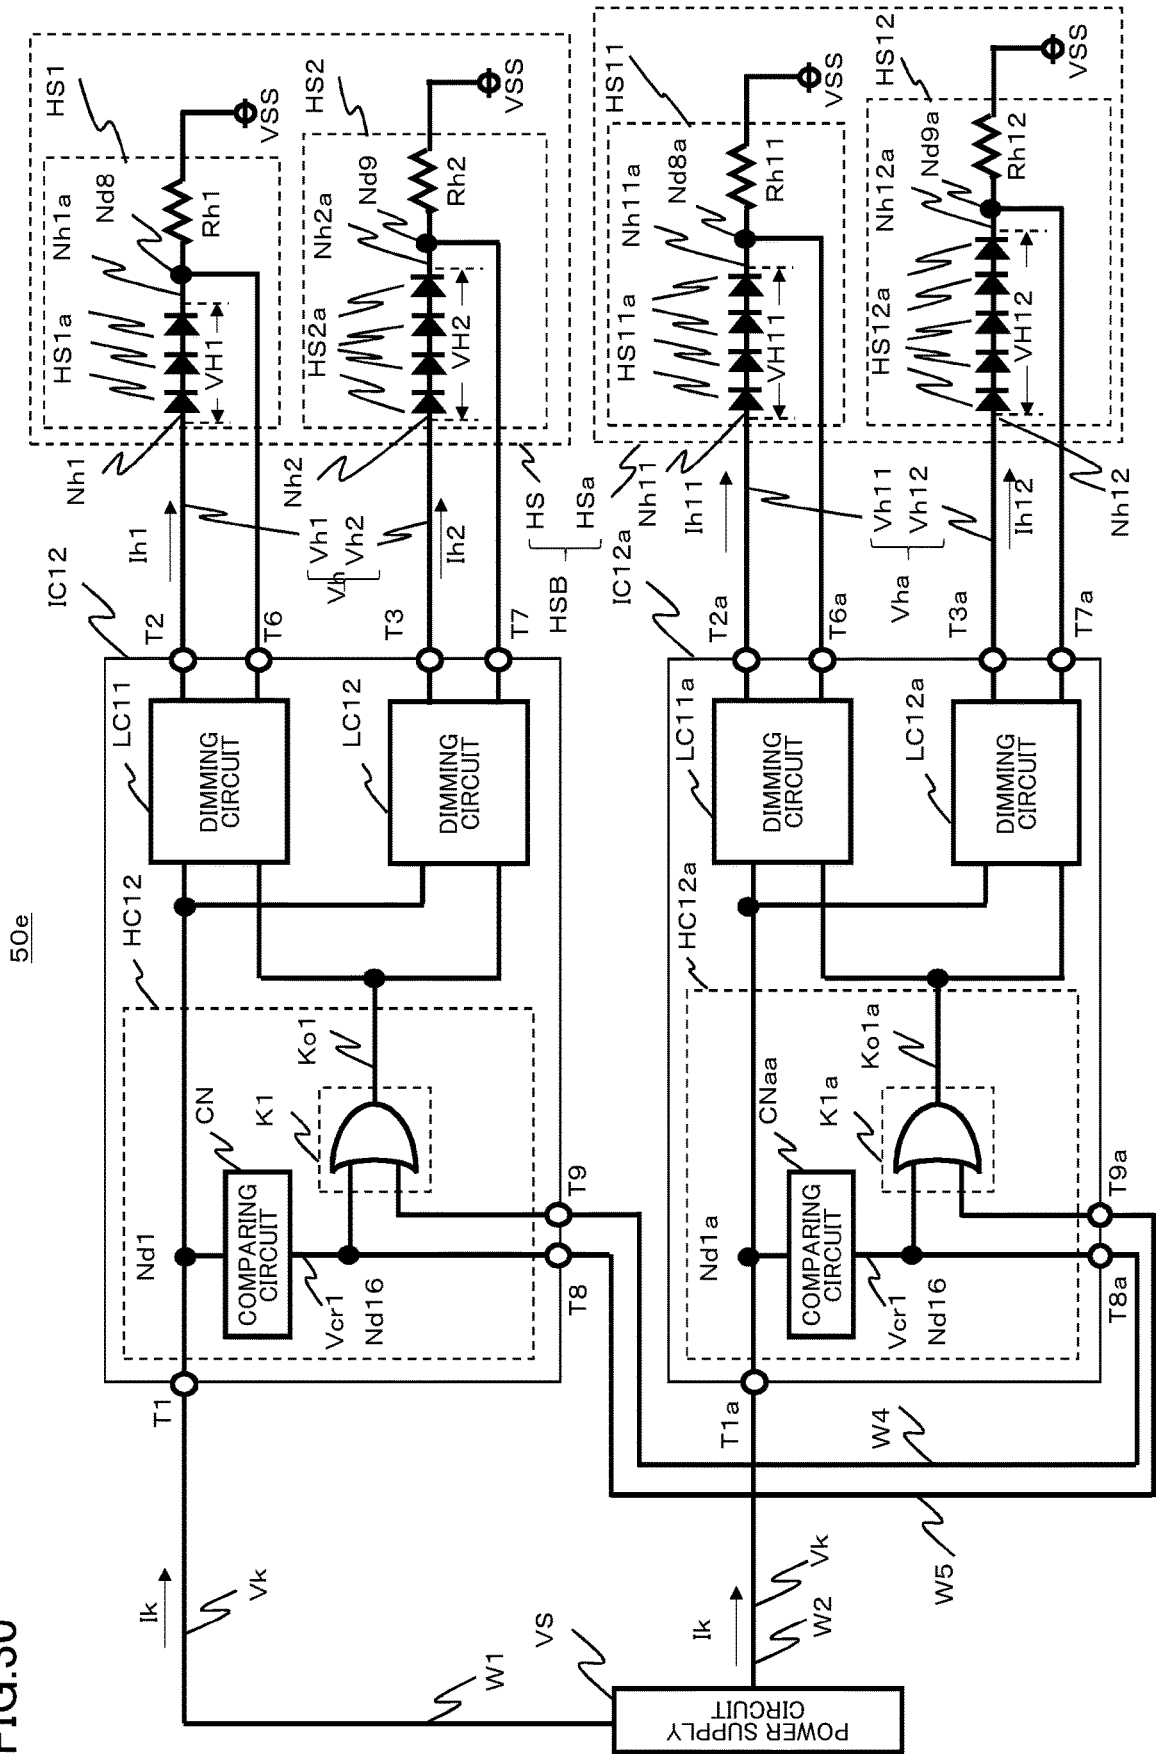 FIG.30
50e
POWER SUPPLY
CIRCUIT
VS
W1
W2
Ik
Vk
Ik
Vk
W5
W4
T1
T1a
IC12
HC12
Nd1
CN
COMPARING
CIRCUIT
Vcr1
Nd16
K1
Ko1
T8
T9
LC11
DIMMING
CIRCUIT
LC12
DIMMING
CIRCUIT
T2
T6
T3
T7
Ih1
Ih2
Vh1
Vh2
Vh
Nh1
Nh2
HS1
HS1a
Nh1a
Nd8
VH1
Rh1
VSS
HS2
HS2a
Nh2a
Nd9
VH2
Rh2
VSS
HS
HSa
HSB
IC12a
HC12a
Nd1a
CNaa
COMPARING
CIRCUIT
Vcr1
Nd16
K1a
Ko1a
T8a
T9a
LC11a
DIMMING
CIRCUIT
LC12a
DIMMING
CIRCUIT
T2a
T6a
T3a
T7a
Ih11
Ih12
Vh11
Vh12
Vha
Nh11
Nh12
HS11
HS11a
Nh11a
Nd8a
VH11
Rh11
VSS
HS12
HS12a
Nh12a
Nd9a
VH12
Rh12
VSS